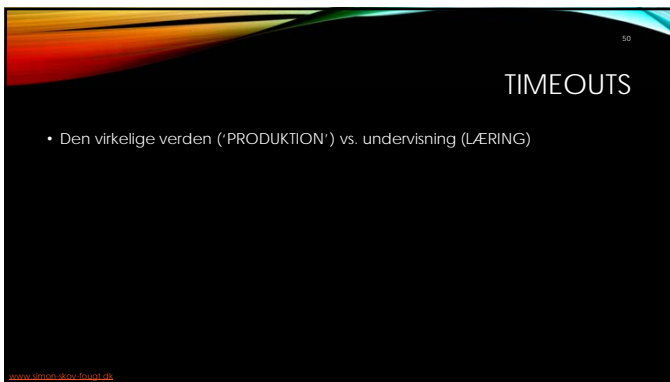 50
TIMEOUTS
• Den virkelige verden ('PRODUKTION') vs. undervisning (LÆRING)
www.simon-skov-fougt.dk